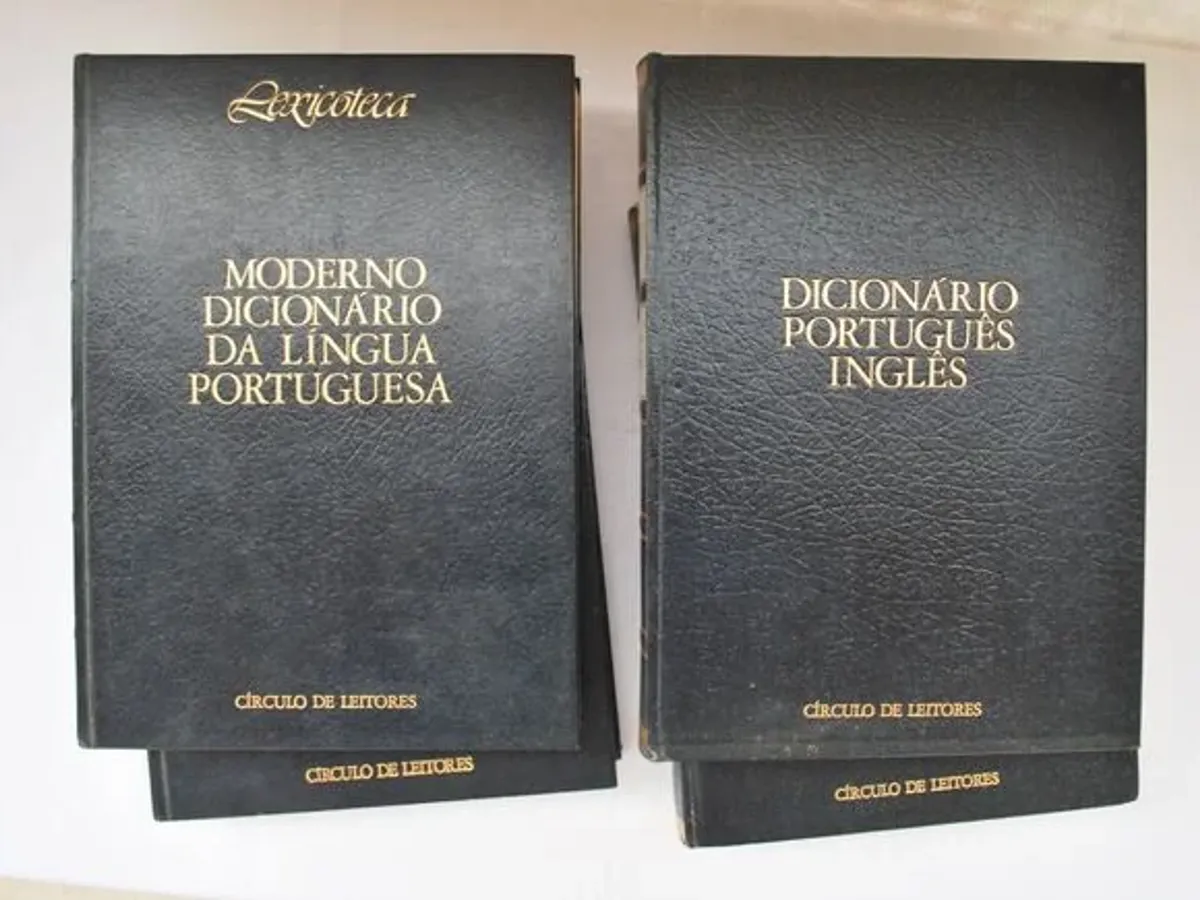 Lexicoteca
MODERNO
DICIONÁRIO
DA LÍNGUA
PORTUGUESA
CÍRCULO DE LEITORES
CÍRCULO DE LEITORES
DICIONÁRIO
PORTUGUÊS
INGLÊS
CÍRCULO DE LEITORES
CÍRCULO DE LEITORES